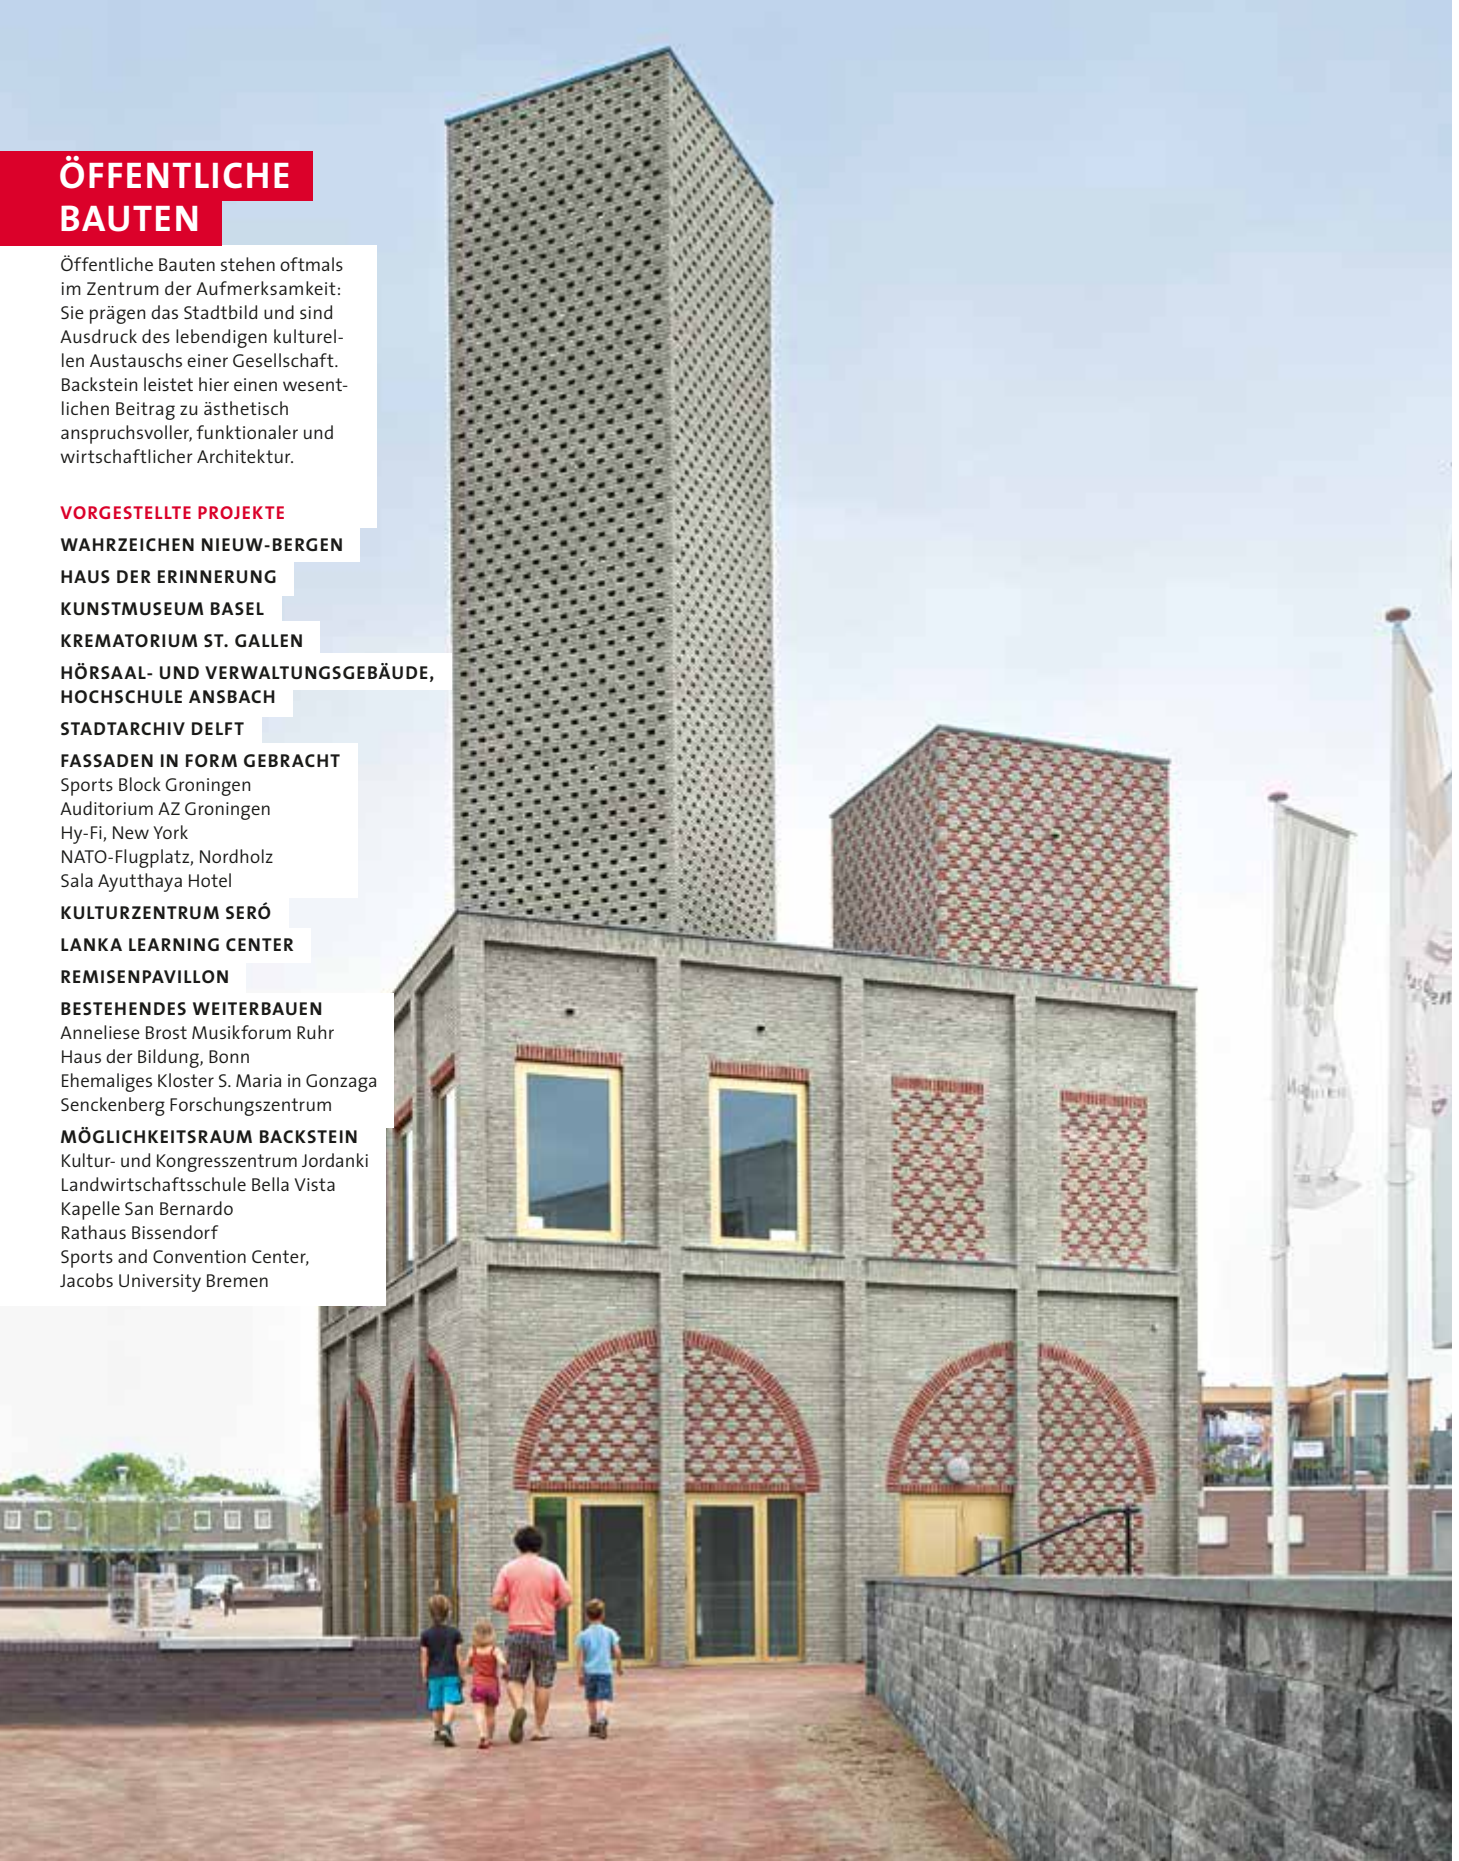 ÖFFENTLICHE
BAUTEN
Öffentliche Bauten stehen oftmals
im Zentrum der Aufmerksamkeit:
Sie prägen das Stadtbild und sind
Ausdruck des lebendigen kulturel-
len Austauschs einer Gesellschaft.
Backstein leistet hier einen wesent-
lichen Beitrag zu ästhetisch
anspruchsvoller, funktionaler und
wirtschaftlicher Architektur.
VORGESTELLTE PROJEKTE
WAHRZEICHEN NIEUW-BERGEN
HAUS DER ERINNERUNG
KUNSTMUSEUM BASEL
KREMATORIUM ST. GALLEN
HÖRSAAL- UND VERWALTUNGSGEBÄUDE,
HOCHSCHULE ANSBACH
STADTARCHIV DELFT
FASSADEN IN FORM GEBRACHT
Sports Block Groningen
Auditorium AZ Groningen
Hy-Fi, New York
NATO-Flugplatz, Nordholz
Sala Ayutthaya Hotel
KULTURZENTRUM SERÓ
LANKA LEARNING CENTER
REMISENPAVILLON
BESTEHENDES WEITERBAUEN
Anneliese Brost Musikforum Ruhr
Haus der Bildung, Bonn
Ehemaliges Kloster S. Maria in Gonzaga
Senckenberg Forschungszentrum
MÖGLICHKEITSRAUM BACKSTEIN
Kultur- und Kongresszentrum Jordanki
Landwirtschaftsschule Bella Vista
Kapelle San Bernardo
Rathaus Bissendorf
Sports and Convention Center,
Jacobs University Bremen